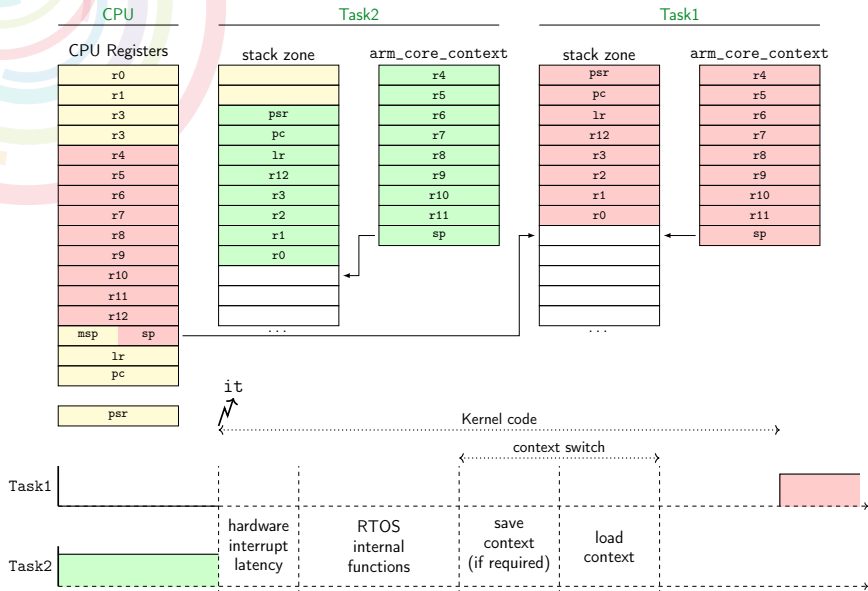 CPU
Task2
Task1
CPU Registers
stack zone
arm_core_context
stack zone
arm_core_context
r0
r1
r3
r3
r4
r5
r6
r7
r8
r9
r10
r11
r12
msp
sp
lr
pc
psr
psr
pc
lr
r12
r3
r2
r1
r0
...
r4
r5
r6
r7
r8
r9
r10
r11
sp
psr
pc
lr
r12
r3
r2
r1
r0
...
r4
r5
r6
r7
r8
r9
r10
r11
sp
it
Kernel code
context switch
Task1
Task2
hardware
interrupt
latency
RTOS
internal
functions
save
context
(if required)
load
context